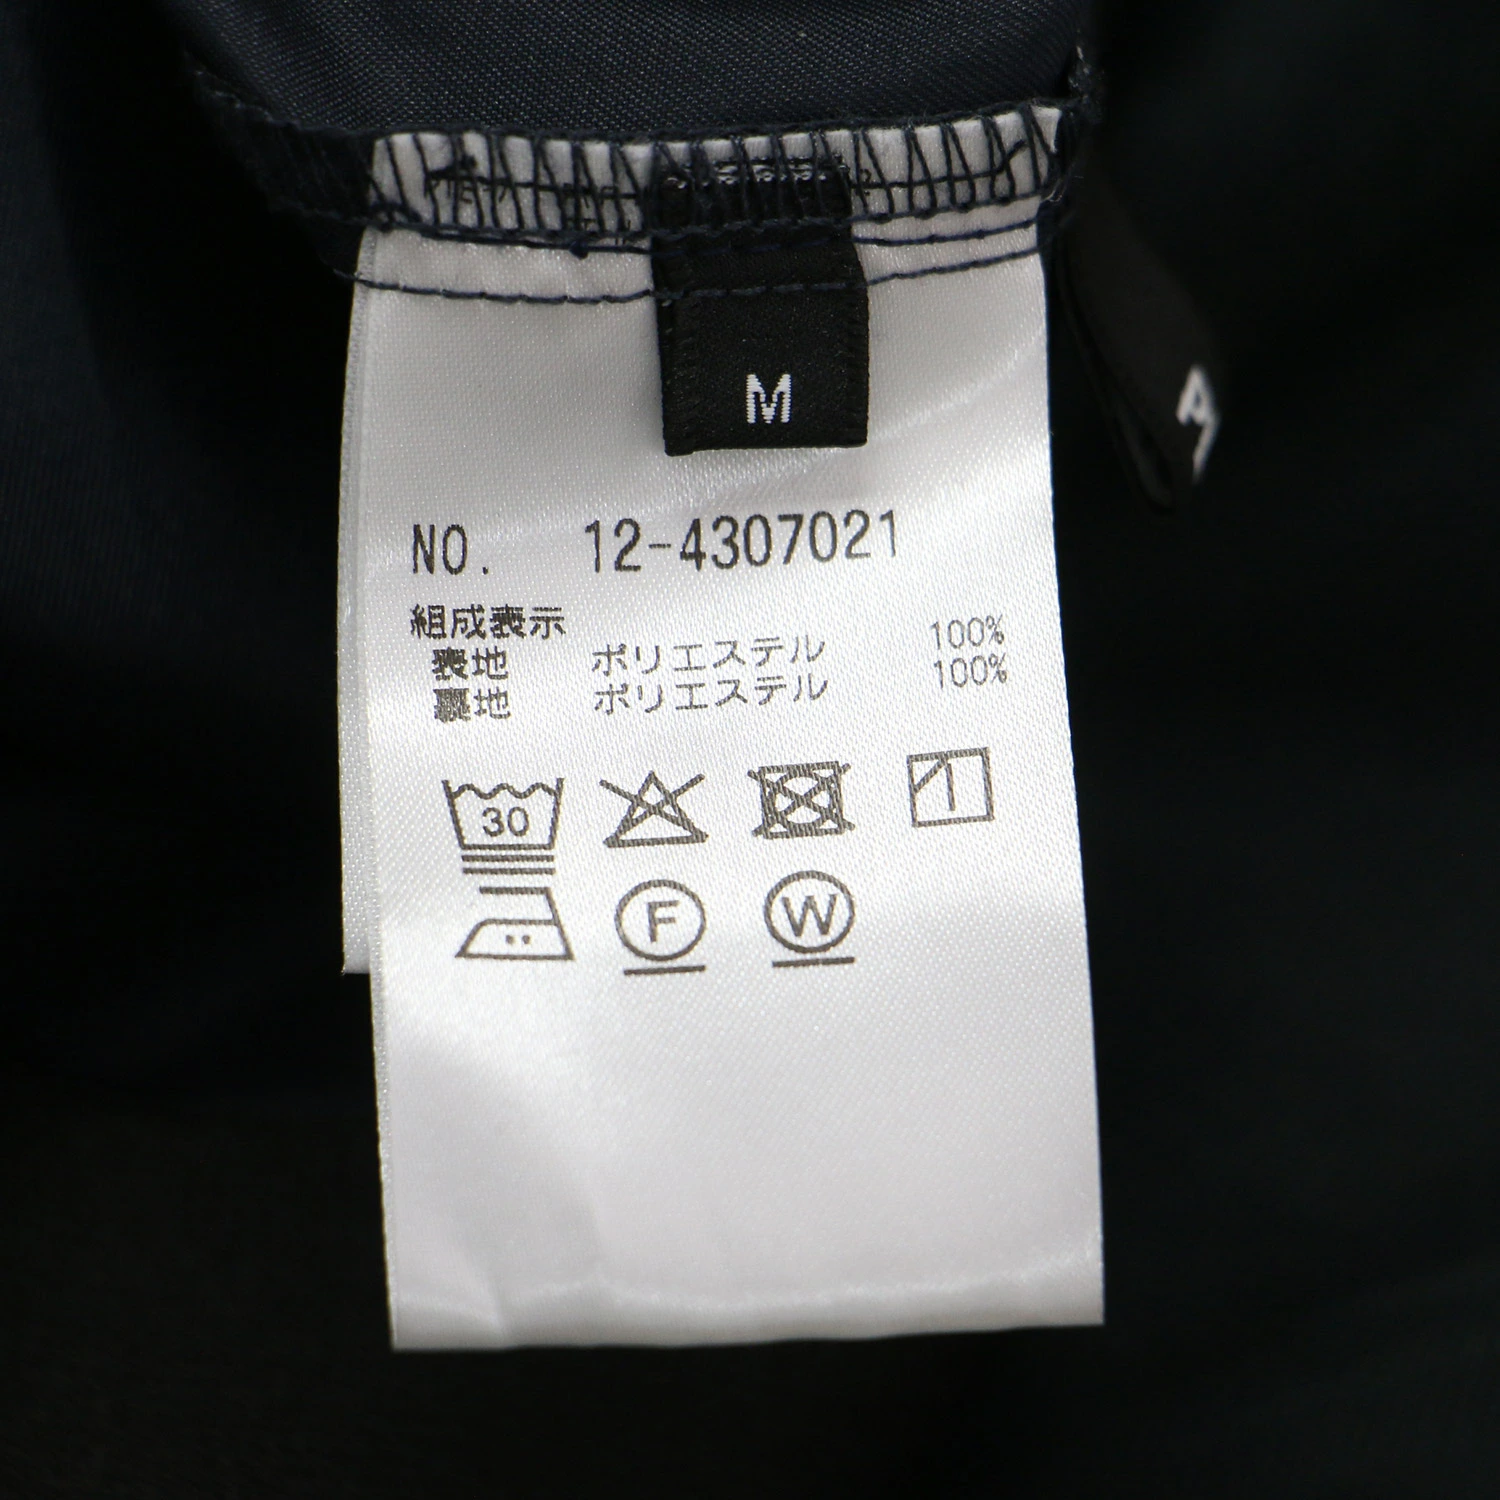 M
NO. 12-4307021
組成表示
表地 ポリエステル 100%
裏地 ポリエステル 100%
30
F W